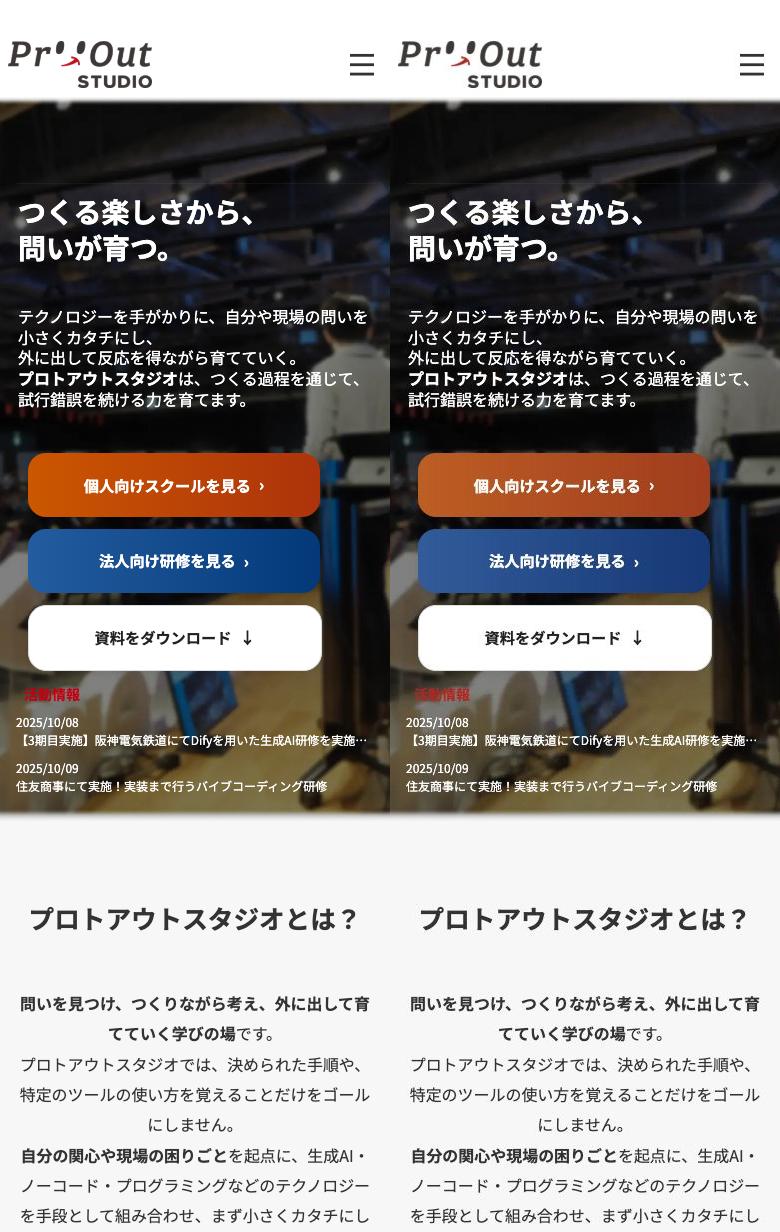 Pr Out
STUDIO
つくる楽しさから、
問いが育つ。
テクノロジーを手がかりに、自分や現場の問いを
小さくカタチにし、
外に出して反応を得ながら育てていく。
プロトアウトスタジオは、つくる過程を通じて、
試行錯誤を続ける力を育てます。
個人向けスクールを見る ›
法人向け研修を見る ›
資料をダウンロード ↓
活動情報
2025/10/08
【3期目実施】阪神電気鉄道にてDifyを用いた生成AI研修を実施…
2025/10/09
住友商事にて実施！実装まで行うバイブコーディング研修
プロトアウトスタジオとは？
問いを見つけ、つくりながら考え、外に出して育
てていく学びの場です。
プロトアウトスタジオでは、決められた手順や、
特定のツールの使い方を覚えることだけをゴール
にしません。
自分の関心や現場の困りごとを起点に、生成AI・
ノーコード・プログラミングなどのテクノロジー
を手段として組み合わせ、まず小さくカタチにし
Pr Out
STUDIO
つくる楽しさから、
問いが育つ。
テクノロジーを手がかりに、自分や現場の問いを
小さくカタチにし、
外に出して反応を得ながら育てていく。
プロトアウトスタジオは、つくる過程を通じて、
試行錯誤を続ける力を育てます。
個人向けスクールを見る ›
法人向け研修を見る ›
資料をダウンロード ↓
活動情報
2025/10/08
【3期目実施】阪神電気鉄道にてDifyを用いた生成AI研修を実施…
2025/10/09
住友商事にて実施！実装まで行うバイブコーディング研修
プロトアウトスタジオとは？
問いを見つけ、つくりながら考え、外に出して育
てていく学びの場です。
プロトアウトスタジオでは、決められた手順や、
特定のツールの使い方を覚えることだけをゴール
にしません。
自分の関心や現場の困りごとを起点に、生成AI・
ノーコード・プログラミングなどのテクノロジー
を手段として組み合わせ、まず小さくカタチにし